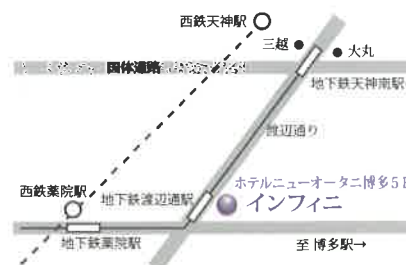 西鉄天神駅
三越
大丸
国体道路
地下鉄天神南駅
渡辺通り
西鉄薬院駅
地下鉄渡辺通駅
ホテルニューオータニ博多5F
インフィニ
地下鉄薬院駅
至 博多駅→